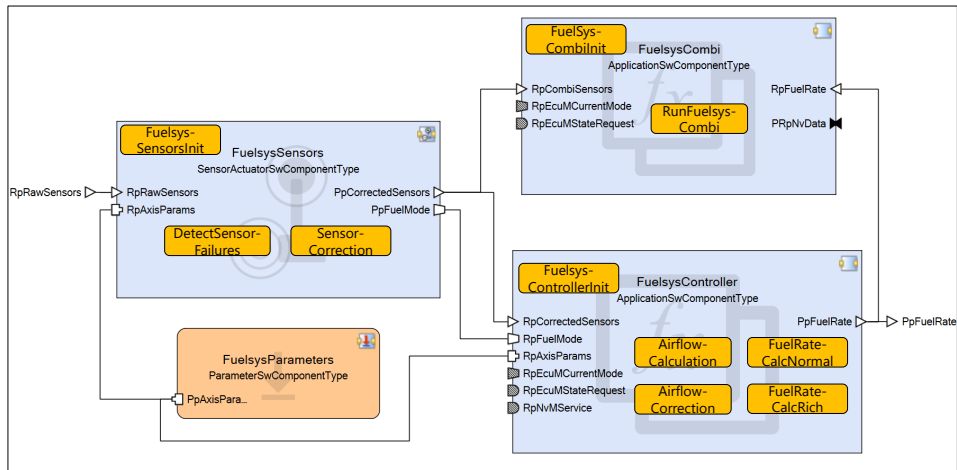 FuelSys-
CombiInit
FuelsysCombi
ApplicationSwComponentType
RpCombiSensors
RpFuelRate
RpEcuMCurrentMode
RpEcuMStateRequest
RunFuelsys-
Combi
PRpNvData
Fuelsys-
SensorsInit
FuelsysSensors
SensorActuatorSwComponentType
RpRawSensors
RpRawSensors
PpCorrectedSensors
RpAxisParams
PpFuelMode
DetectSensor-
Failures
Sensor-
Correction
Fuelsys-
ControllerInit
FuelsysController
ApplicationSwComponentType
RpCorrectedSensors
PpFuelRate
PpFuelRate
RpFuelMode
RpAxisParams
RpEcuMCurrentMode
RpEcuMStateRequest
RpNvMService
Airflow-
Calculation
FuelRate-
CalcNormal
Airflow-
Correction
FuelRate-
CalcRich
FuelsysParameters
ParameterSwComponentType
PpAxisPara...
fx
fx